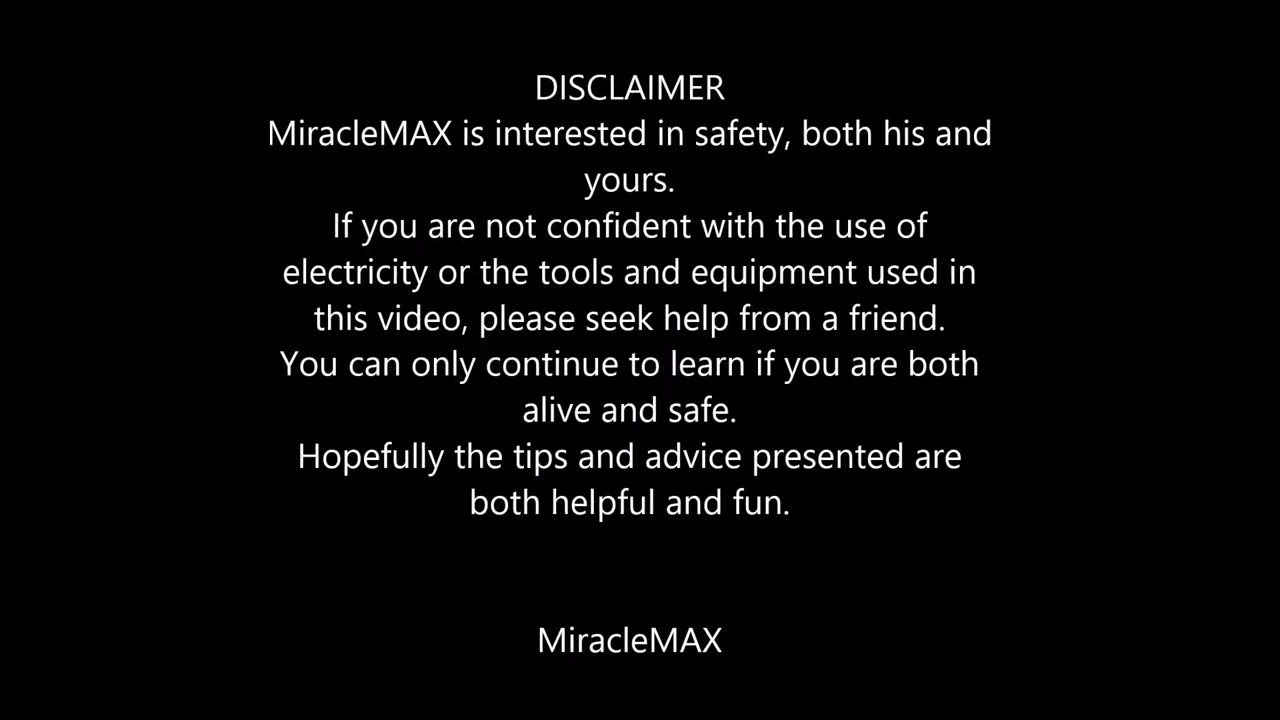 DISCLAIMER
MiracleMAX is interested in safety, both his and
yours.
If you are not confident with the use of
electricity or the tools and equipment used in
this video, please seek help from a friend.
You can only continue to learn if you are both
alive and safe.
Hopefully the tips and advice presented are
both helpful and fun.
MiracleMAX